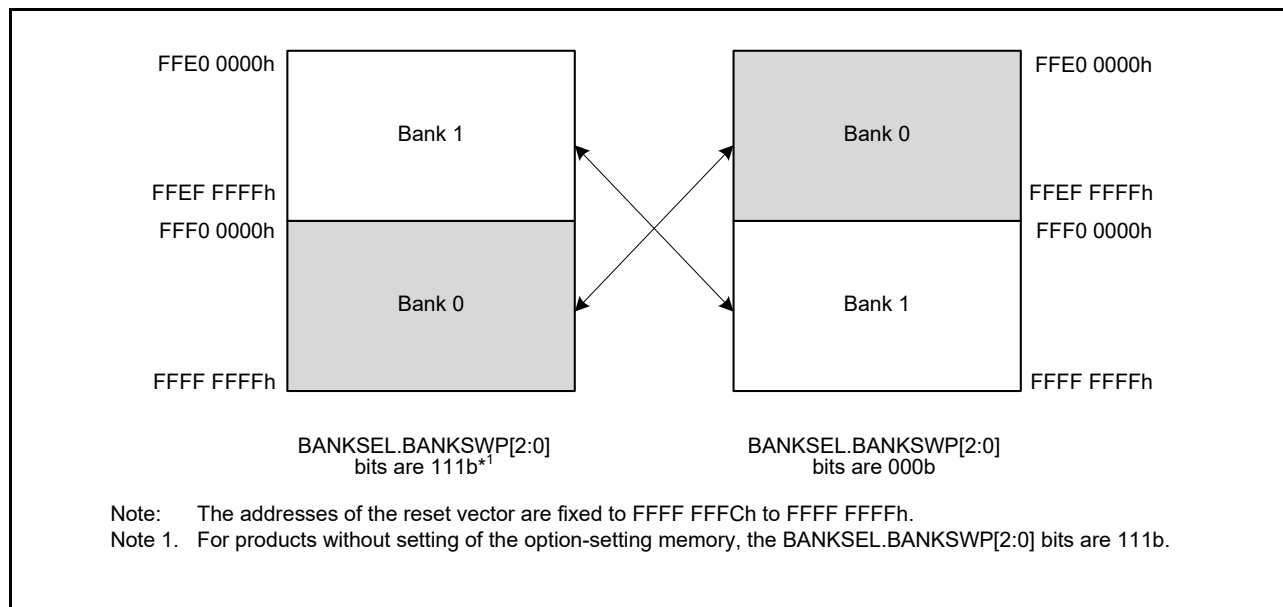 FFE0 0000h
Bank 1
FFEF FFFFh
FFF0 0000h
Bank 0
FFFF FFFFh
BANKSEL.BANKSWP[2:0]
bits are 111b*1
FFE0 0000h
Bank 0
FFEF FFFFh
FFF0 0000h
Bank 1
FFFF FFFFh
BANKSEL.BANKSWP[2:0]
bits are 000b
Note: The addresses of the reset vector are fixed to FFFF FFFCh to FFFF FFFFh.
Note 1. For products without setting of the option-setting memory, the BANKSEL.BANKSWP[2:0] bits are 111b.